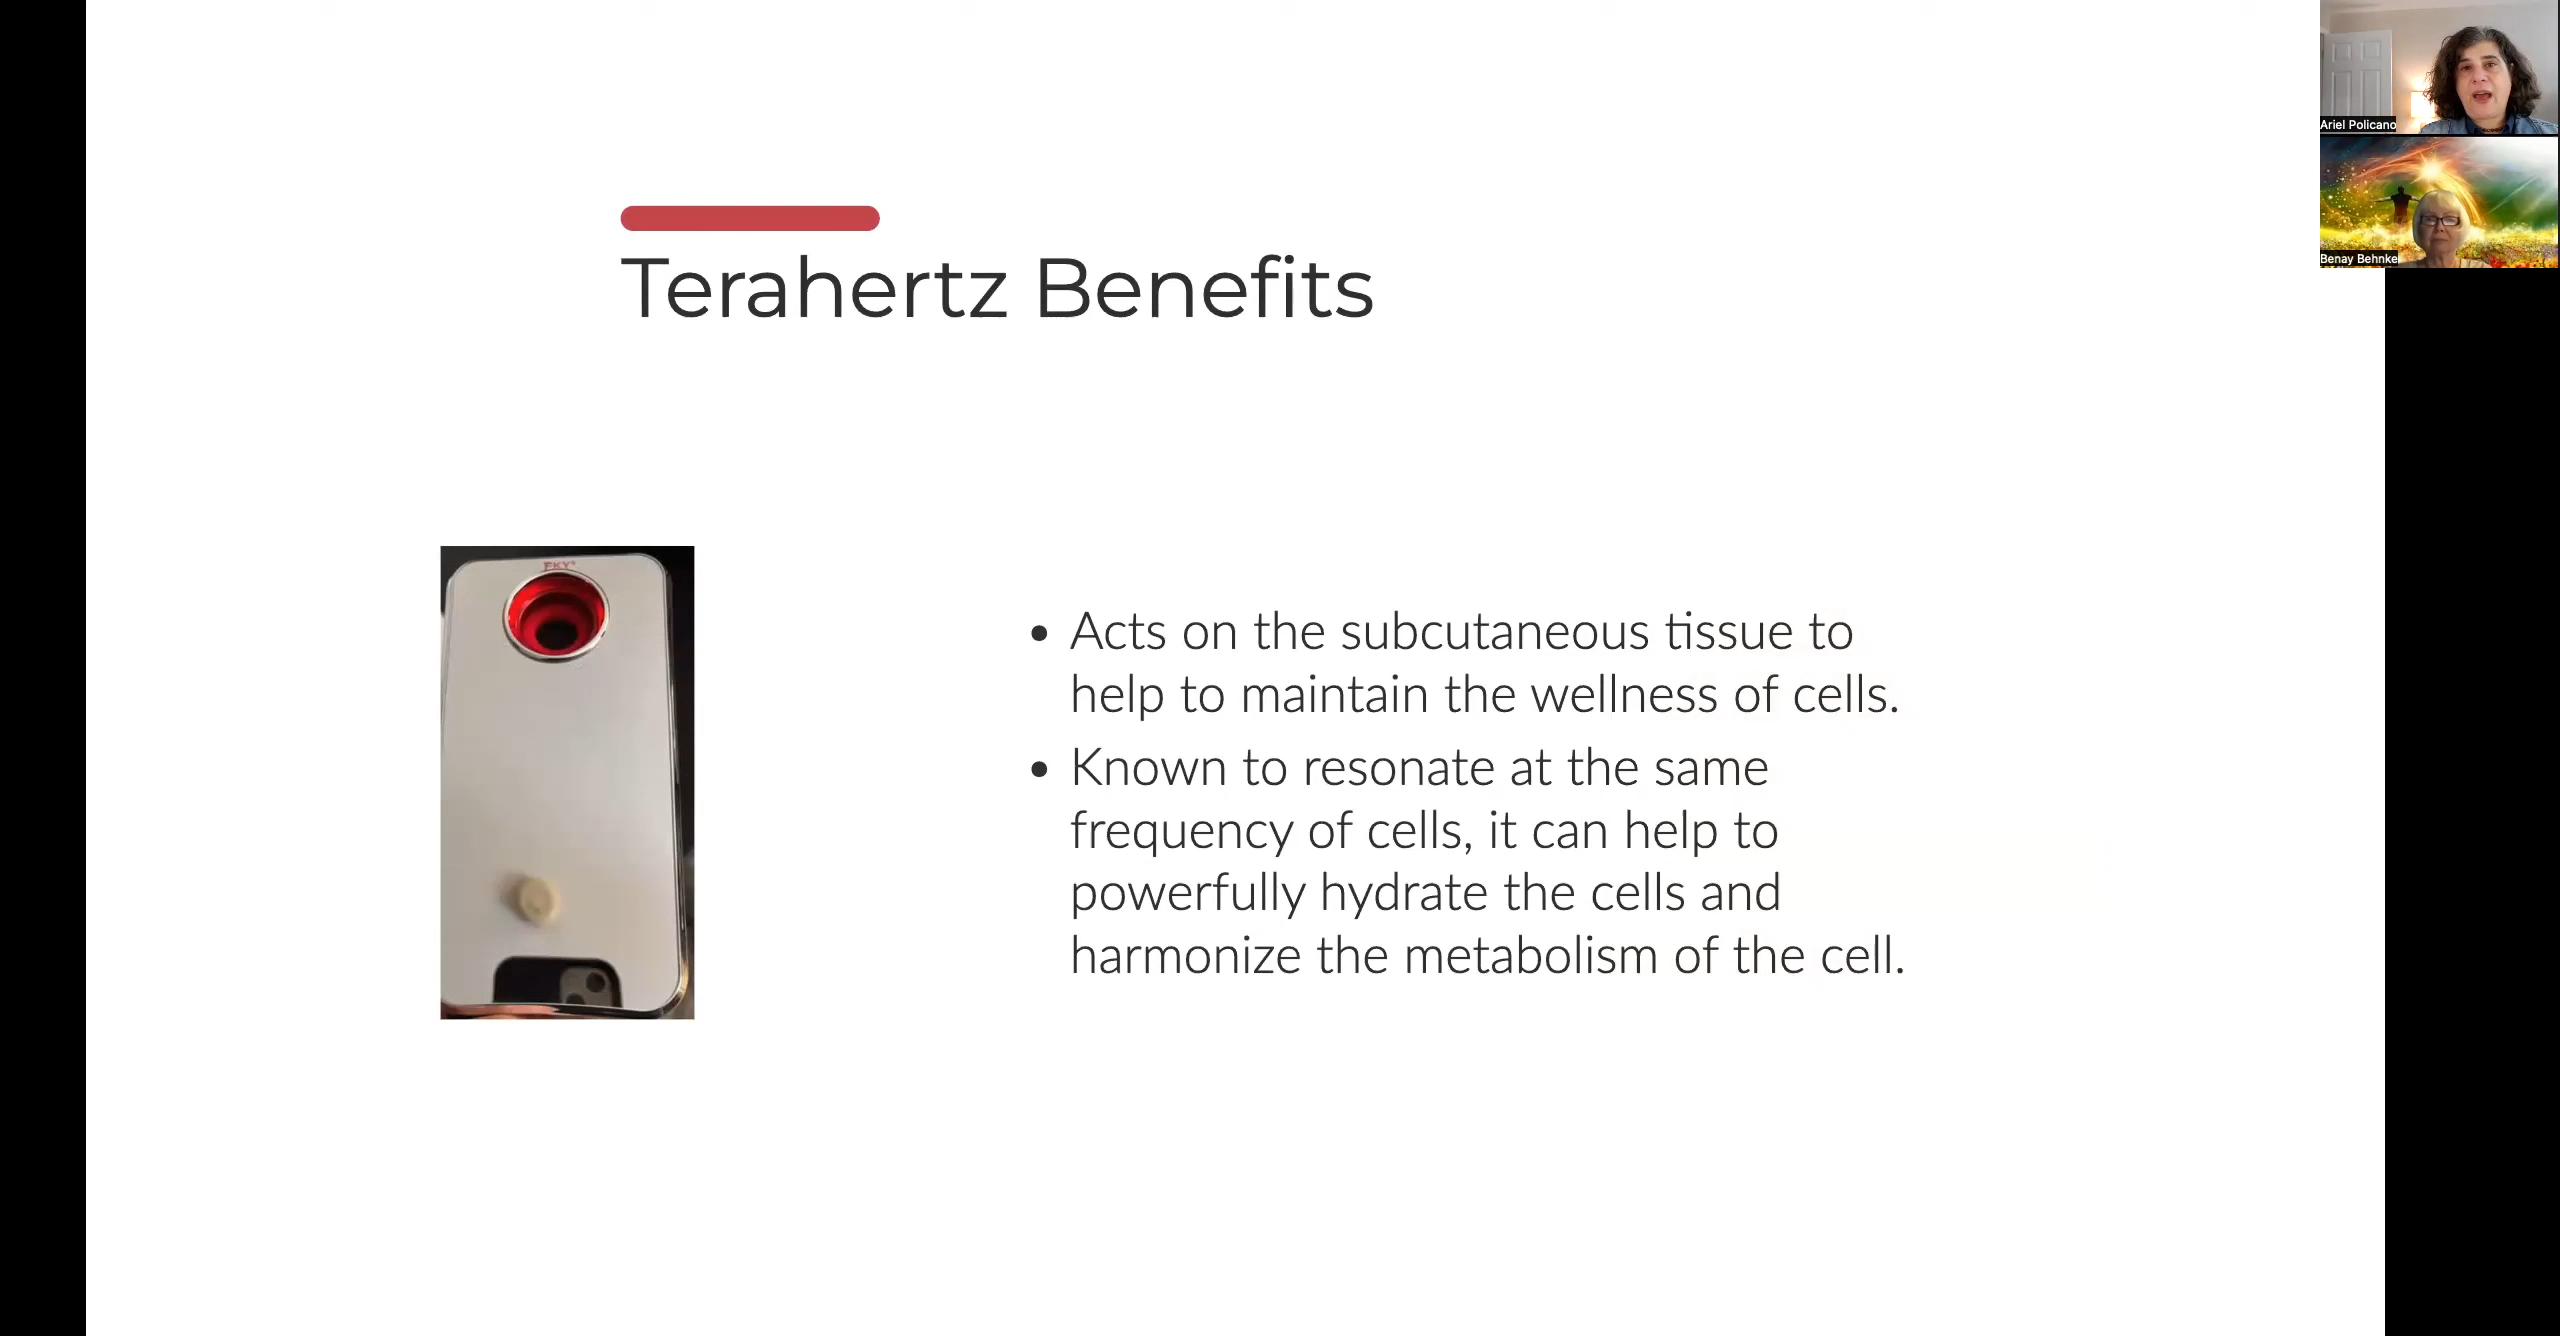 Ariel Policano
Benay Behnke
Terahertz Benefits
• Acts on the subcutaneous tissue to
help to maintain the wellness of cells.
• Known to resonate at the same
frequency of cells, it can help to
powerfully hydrate the cells and
harmonize the metabolism of the cell.